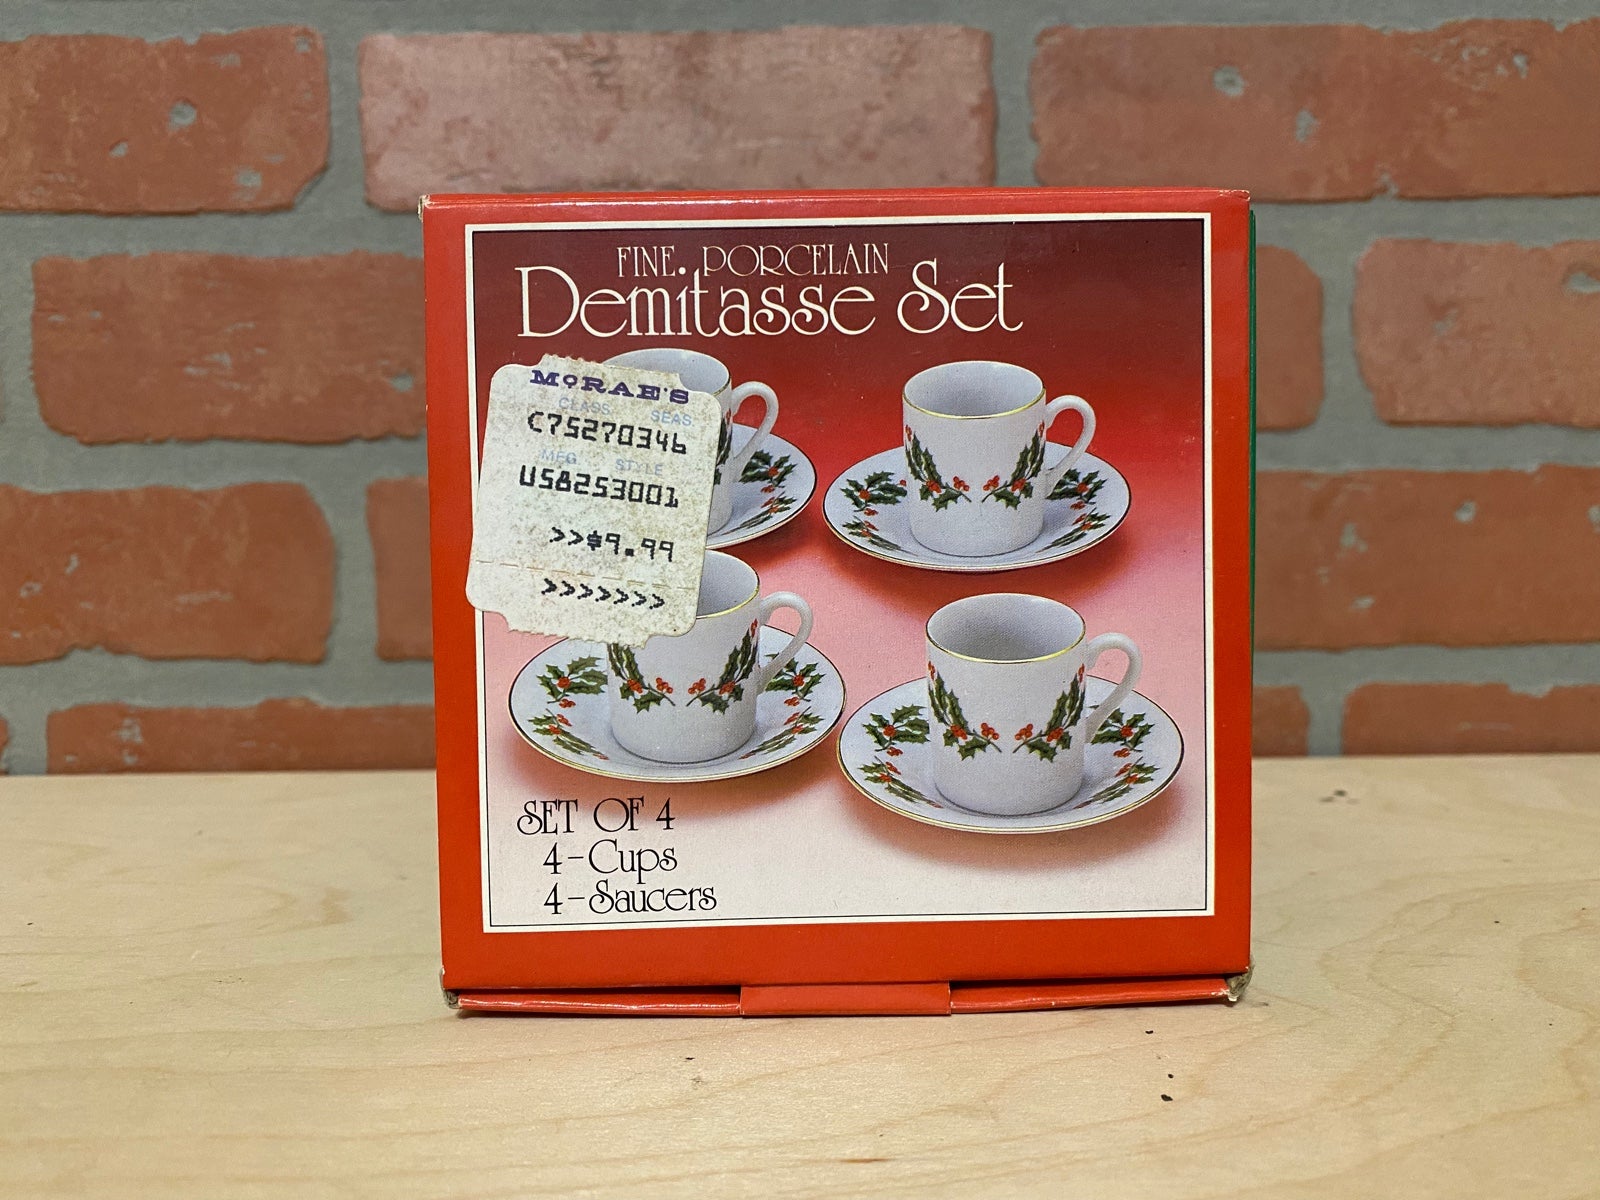 FINE PORCELAIN
Demitasse Set
McRAE'S
CLASS SEAS.
C75270346
MFG STYLE
U58253001
>>$9.99
>>>>>>>
SET OF 4
4-Cups
4-Saucers